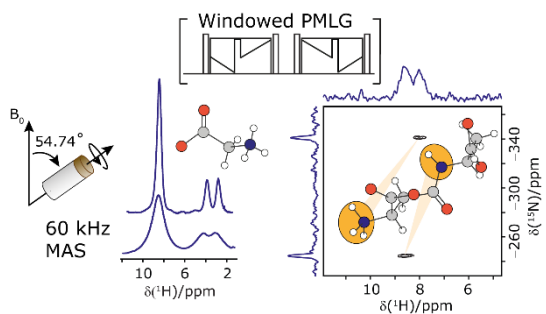 Windowed PMLG
B₀
54.74°
60 kHz
MAS
10 8 6 4 2
δ(¹H)/ppm
-340
-300
-260
δ(¹⁵N)/ppm
10 8 6
δ(¹H)/ppm